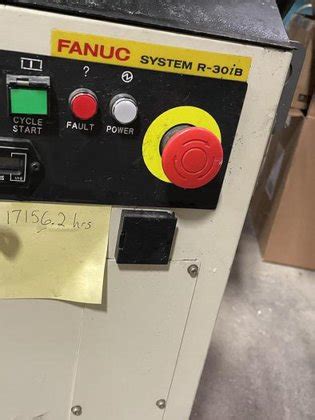 FANUC SYSTEM R-30iB
?
CYCLE START
FAULT
POWER
17156.2 hrs